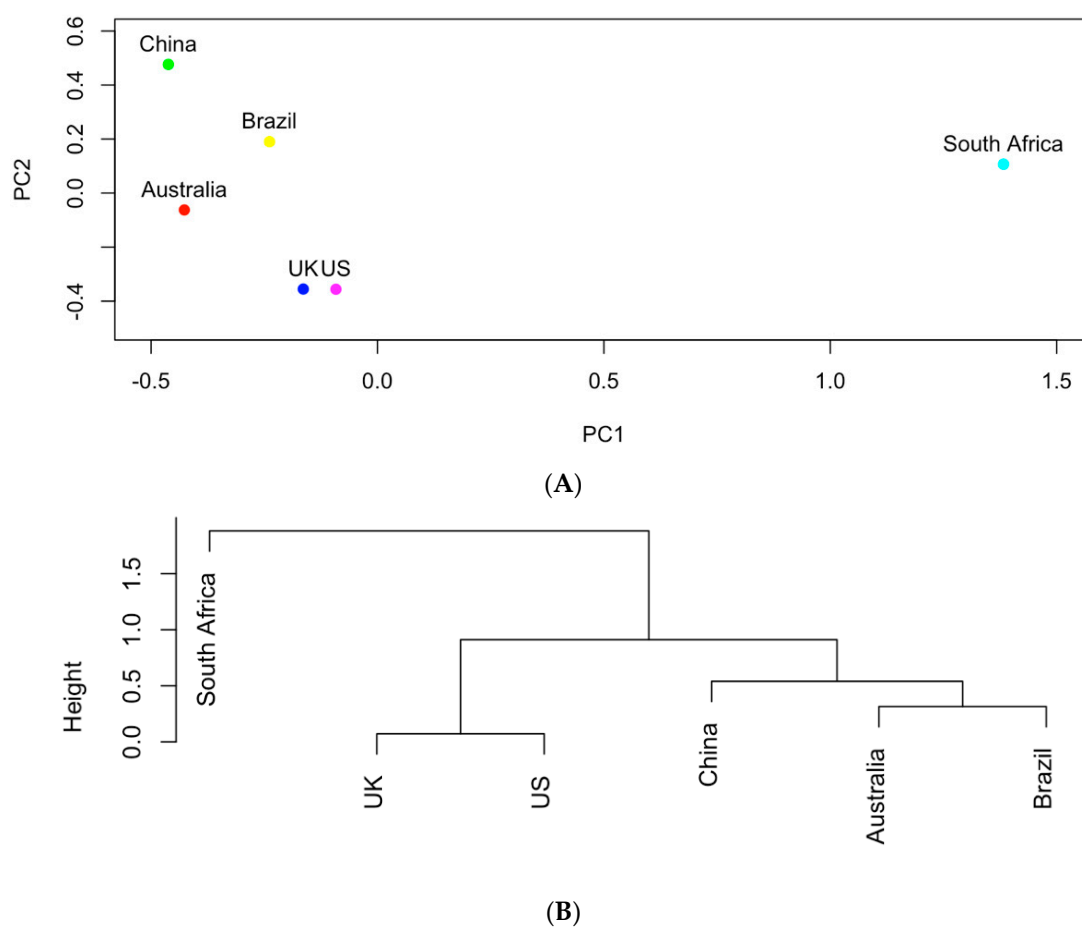 0.6
China
0.4
Brazil
0.2
South Africa
PC2
Australia
0.0
UK US
-0.4
-0.5 0.0 0.5 1.0 1.5
PC1
(A)
Height
0.0 0.5 1.0 1.5
South Africa
UK
US
China
Australia
Brazil
(B)